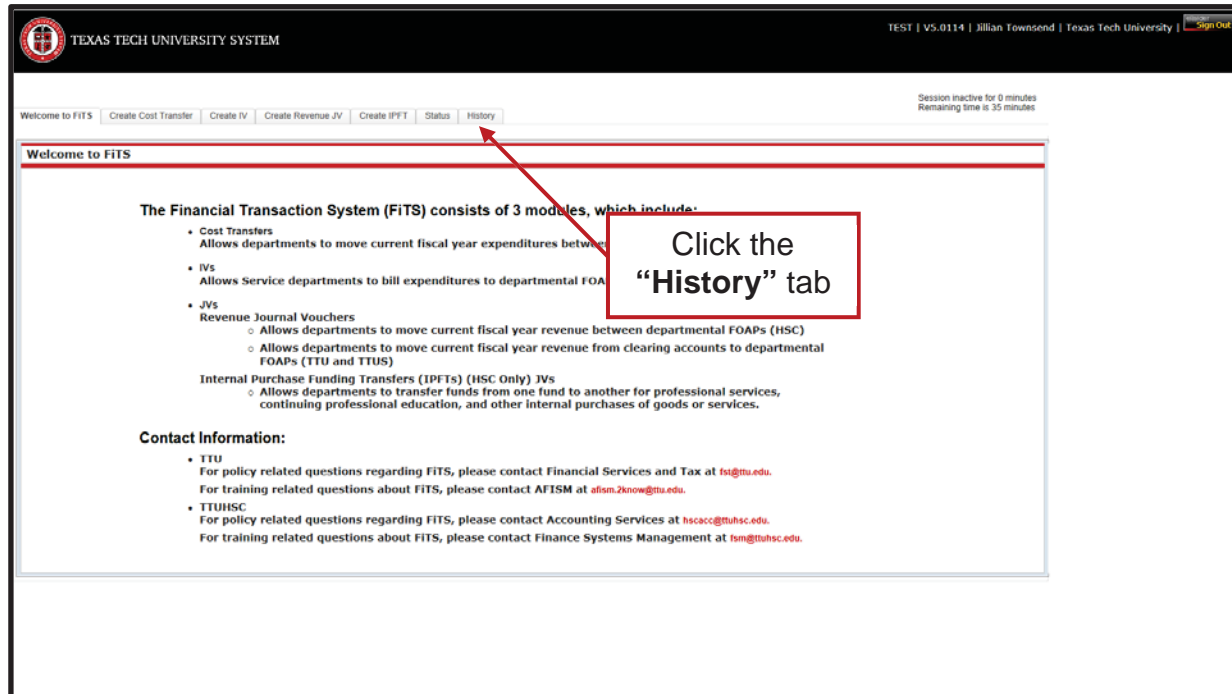 TEXAS TECH UNIVERSITY SYSTEM
TEST | V5.0114 | Jillian Townsend | Texas Tech University | Sign Out
Session inactive for 0 minutes
Remaining time is 35 minutes
Welcome to FiTS | Create Cost Transfer | Create IV | Create Revenue JV | Create IPFT | Status | History
Welcome to FiTS
The Financial Transaction System (FiTS) consists of 3 modules, which include:
• Cost Transfers
Allows departments to move current fiscal year expenditures betwee
• IVs
Allows Service departments to bill expenditures to departmental FOA
• JVs
Revenue Journal Vouchers
○ Allows departments to move current fiscal year revenue between departmental FOAPs (HSC)
○ Allows departments to move current fiscal year revenue from clearing accounts to departmental
FOAPs (TTU and TTUS)
Internal Purchase Funding Transfers (IPFTs) (HSC Only) JVs
○ Allows departments to transfer funds from one fund to another for professional services,
continuing professional education, and other internal purchases of goods or services.
Click the
“History” tab
Contact Information:
• TTU
For policy related questions regarding FiTS, please contact Financial Services and Tax at fst@ttu.edu.
For training related questions about FiTS, please contact AFISM at afism.2know@ttu.edu.
• TTUHSC
For policy related questions regarding FiTS, please contact Accounting Services at hscacc@ttuhsc.edu.
For training related questions about FiTS, please contact Finance Systems Management at fsm@ttuhsc.edu.